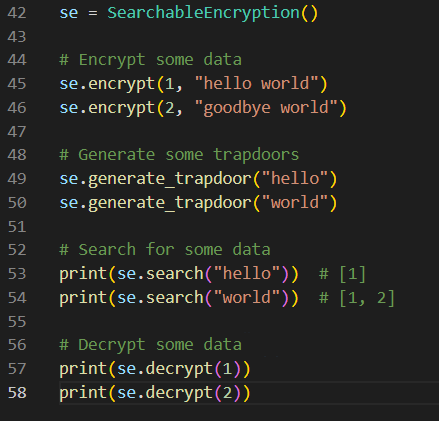 42 se = SearchableEncryption()
43
44 # Encrypt some data
45 se.encrypt(1, "hello world")
46 se.encrypt(2, "goodbye world")
47
48 # Generate some trapdoors
49 se.generate_trapdoor("hello")
50 se.generate_trapdoor("world")
51
52 # Search for some data
53 print(se.search("hello"))  # [1]
54 print(se.search("world"))  # [1, 2]
55
56 # Decrypt some data
57 print(se.decrypt(1))
58 print(se.decrypt(2))